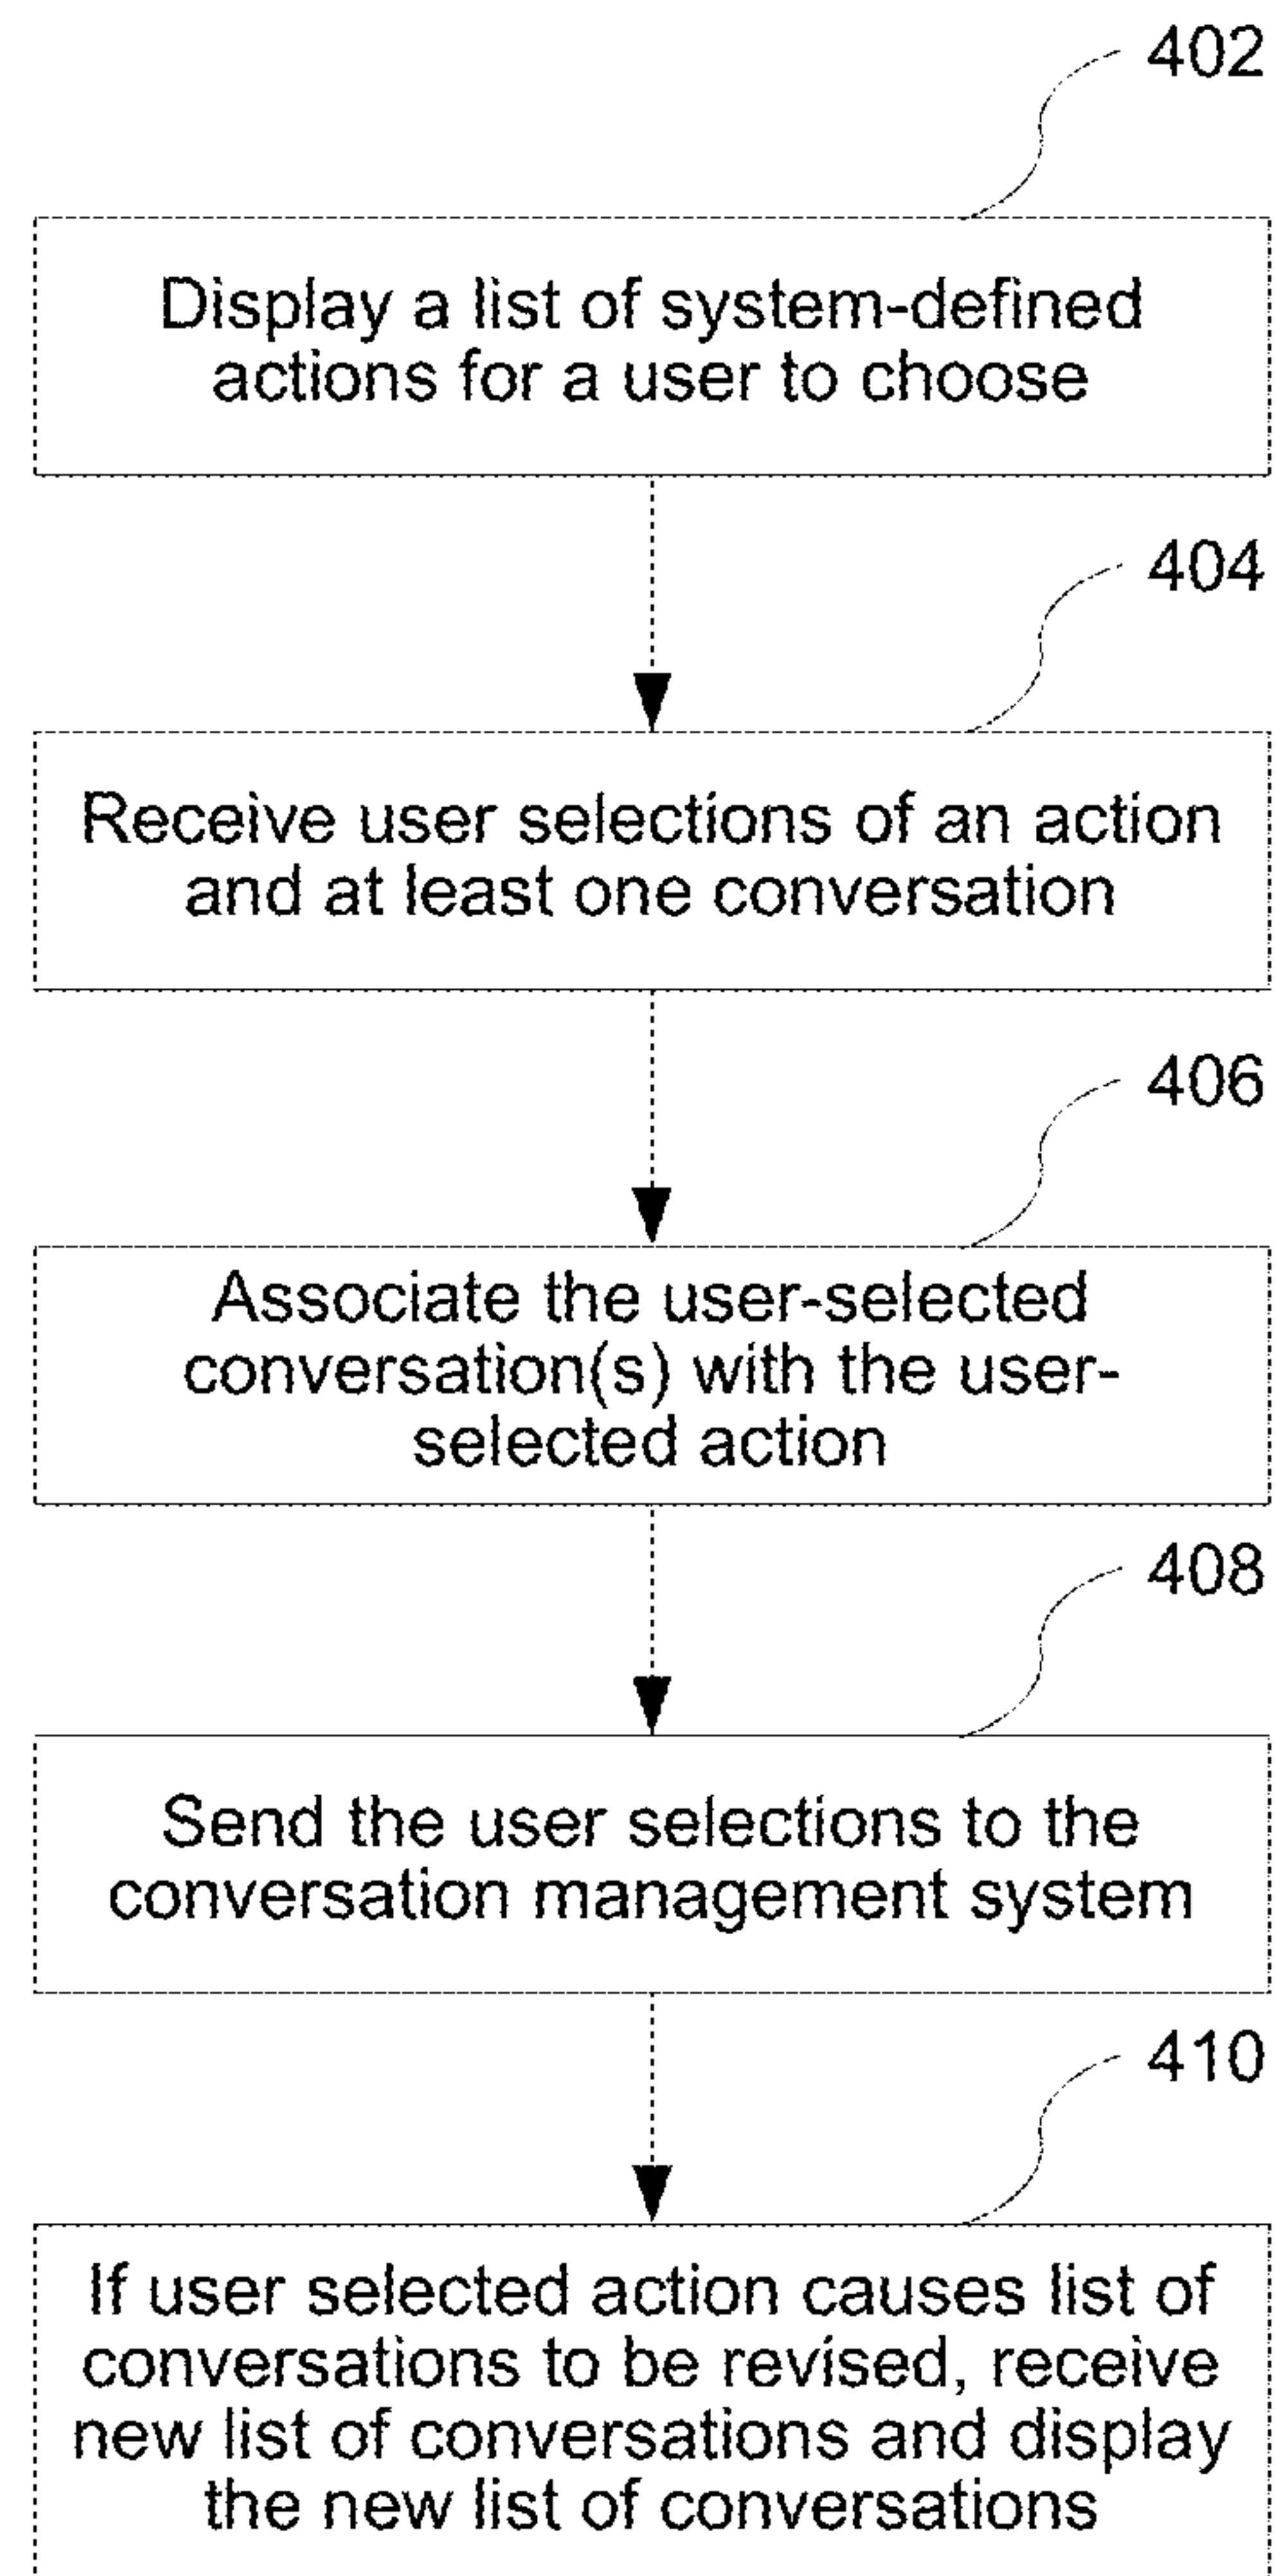 402
Display a list of system-defined
actions for a user to choose
404
Receive user selections of an action
and at least one conversation
406
Associate the user-selected
conversation(s) with the user-
selected action
408
Send the user selections to the
conversation management system
410
If user selected action causes list of
conversations to be revised, receive
new list of conversations and display
the new list of conversations